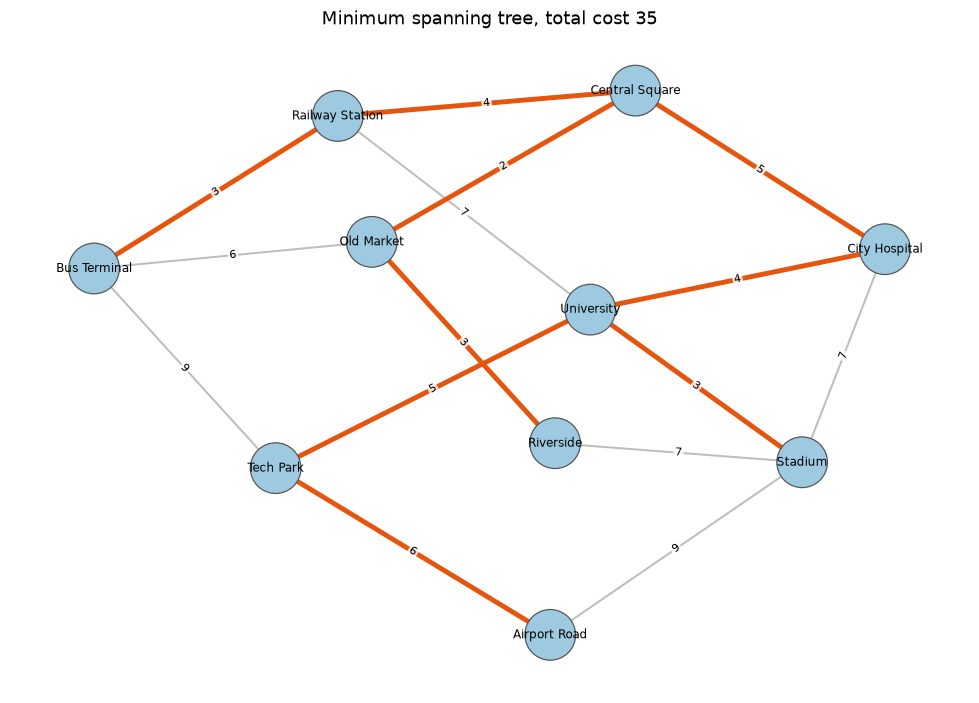 Minimum spanning tree, total cost 35
Central Square
4
Railway Station
2
5
3
7
Old Market
City Hospital
6
Bus Terminal
4
University
3
7
9
3
5
Riverside
7
Stadium
Tech Park
9
6
Airport Road